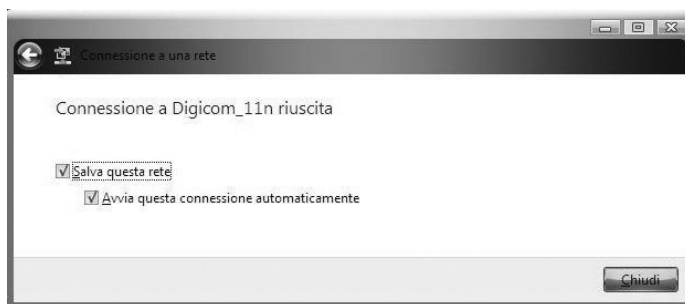 Connessione a una rete
Connessione a Digicom_11n riuscita
Salva questa rete
Avvia questa connessione automaticamente
Chiudi